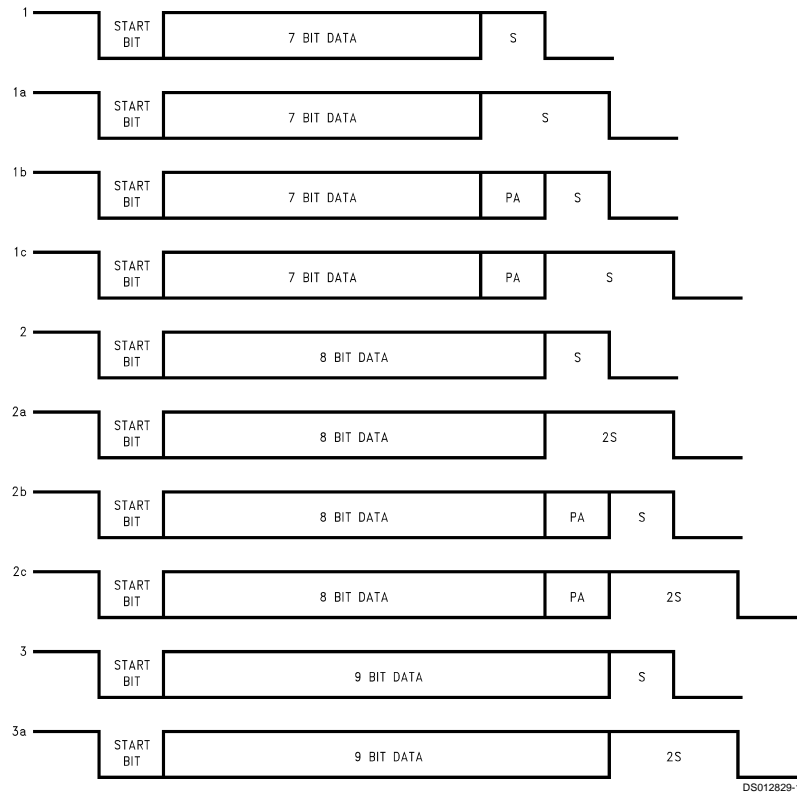 1 START BIT 7 BIT DATA S
1a START BIT 7 BIT DATA S
1b START BIT 7 BIT DATA PA S
1c START BIT 7 BIT DATA PA S
2 START BIT 8 BIT DATA S
2a START BIT 8 BIT DATA 2S
2b START BIT 8 BIT DATA PA S
2c START BIT 8 BIT DATA PA 2S
3 START BIT 9 BIT DATA S
3a START BIT 9 BIT DATA 2S